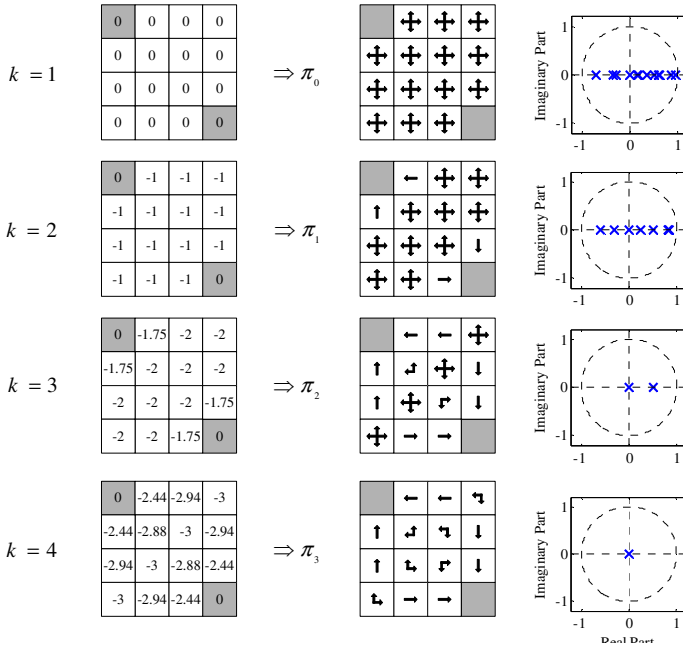 k = 1
0 0 0 0
0 0 0 0
0 0 0 0
0 0 0 0
⇒ π0
Imaginary Part
1
0
-1
-1 0 1
k = 2
0 -1 -1 -1
-1 -1 -1 -1
-1 -1 -1 -1
-1 -1 -1 0
⇒ π1
Imaginary Part
1
0
-1
-1 0 1
k = 3
0 -1.75 -2 -2
-1.75 -2 -2 -2
-2 -2 -2 -1.75
-2 -2 -1.75 0
⇒ π2
Imaginary Part
1
0
-1
-1 0 1
k = 4
0 -2.44 -2.94 -3
-2.44 -2.88 -3 -2.94
-2.94 -3 -2.88 -2.44
-3 -2.94 -2.44 0
⇒ π3
Imaginary Part
1
0
-1
-1 0 1
Real Part